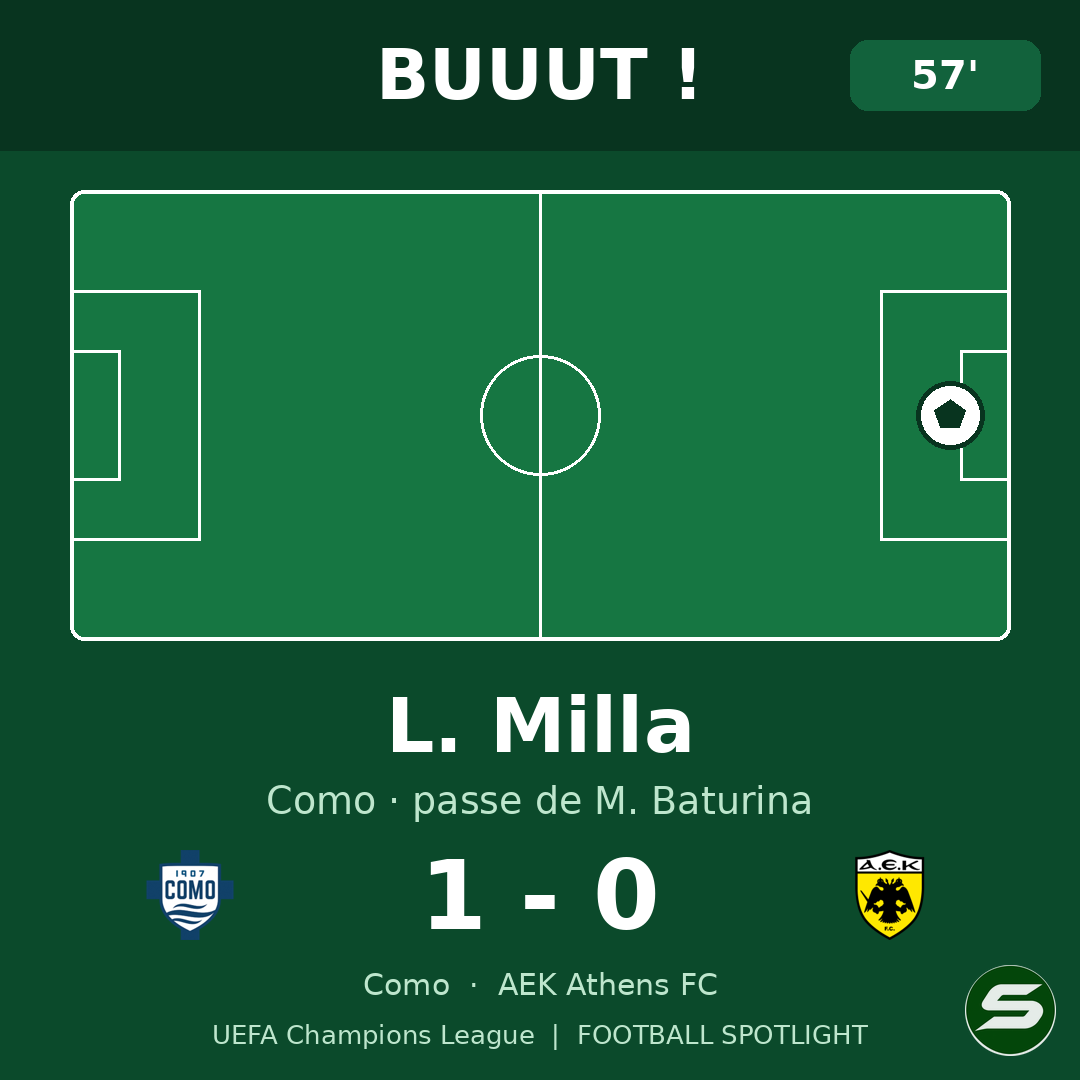 BUUUT !
57'
L. Milla
Como · passe de M. Baturina
1907
COMO
1 - 0
A.E.K
F.C.
Como · AEK Athens FC
UEFA Champions League | FOOTBALL SPOTLIGHT
S